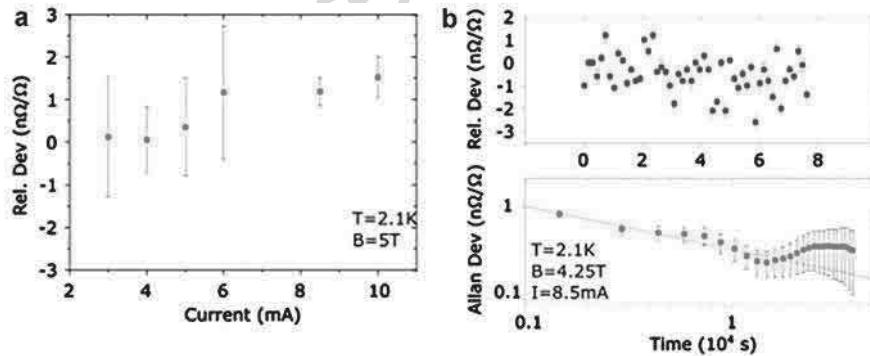 a
3
2
1
0
-1
-2
-3
Rel. Dev (nΩ/Ω)
T=2.1K
B=5T
2 4 6 8 10
Current (mA)
b
2
1
0
-1
-2
-3
Rel. Dev (nΩ/Ω)
0 2 4 6 8
1
0.1
Allan Dev (nΩ/Ω)
T=2.1K
B=4.25T
I=8.5mA
0.1 1
Time (10⁴ s)